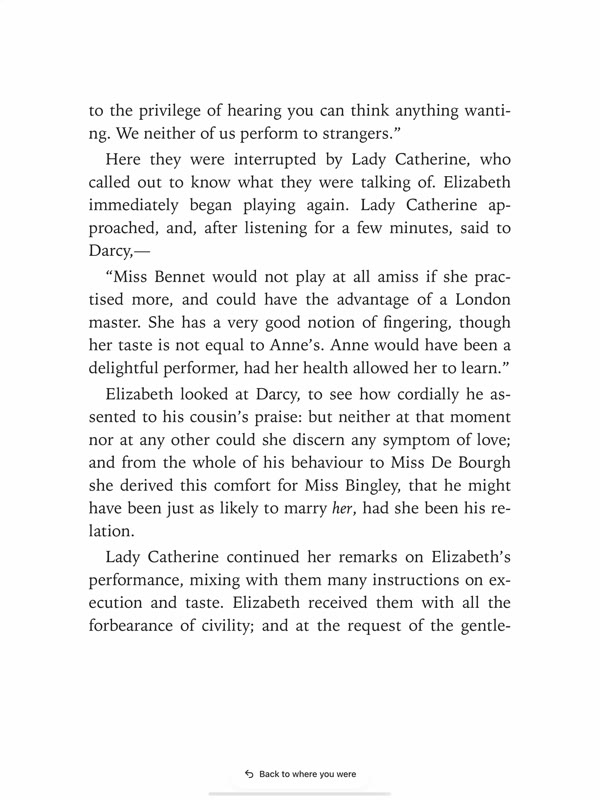 to the privilege of hearing you can think anything wanti-
ng. We neither of us perform to strangers.”
Here they were interrupted by Lady Catherine, who
called out to know what they were talking of. Elizabeth
immediately began playing again. Lady Catherine ap-
proached, and, after listening for a few minutes, said to
Darcy,—
“Miss Bennet would not play at all amiss if she prac-
tised more, and could have the advantage of a London
master. She has a very good notion of fingering, though
her taste is not equal to Anne’s. Anne would have been a
delightful performer, had her health allowed her to learn.”
Elizabeth looked at Darcy, to see how cordially he as-
sented to his cousin’s praise: but neither at that moment
nor at any other could she discern any symptom of love;
and from the whole of his behaviour to Miss De Bourgh
she derived this comfort for Miss Bingley, that he might
have been just as likely to marry her, had she been his re-
lation.
Lady Catherine continued her remarks on Elizabeth’s
performance, mixing with them many instructions on ex-
ecution and taste. Elizabeth received them with all the
forbearance of civility; and at the request of the gentle-
Back to where you were